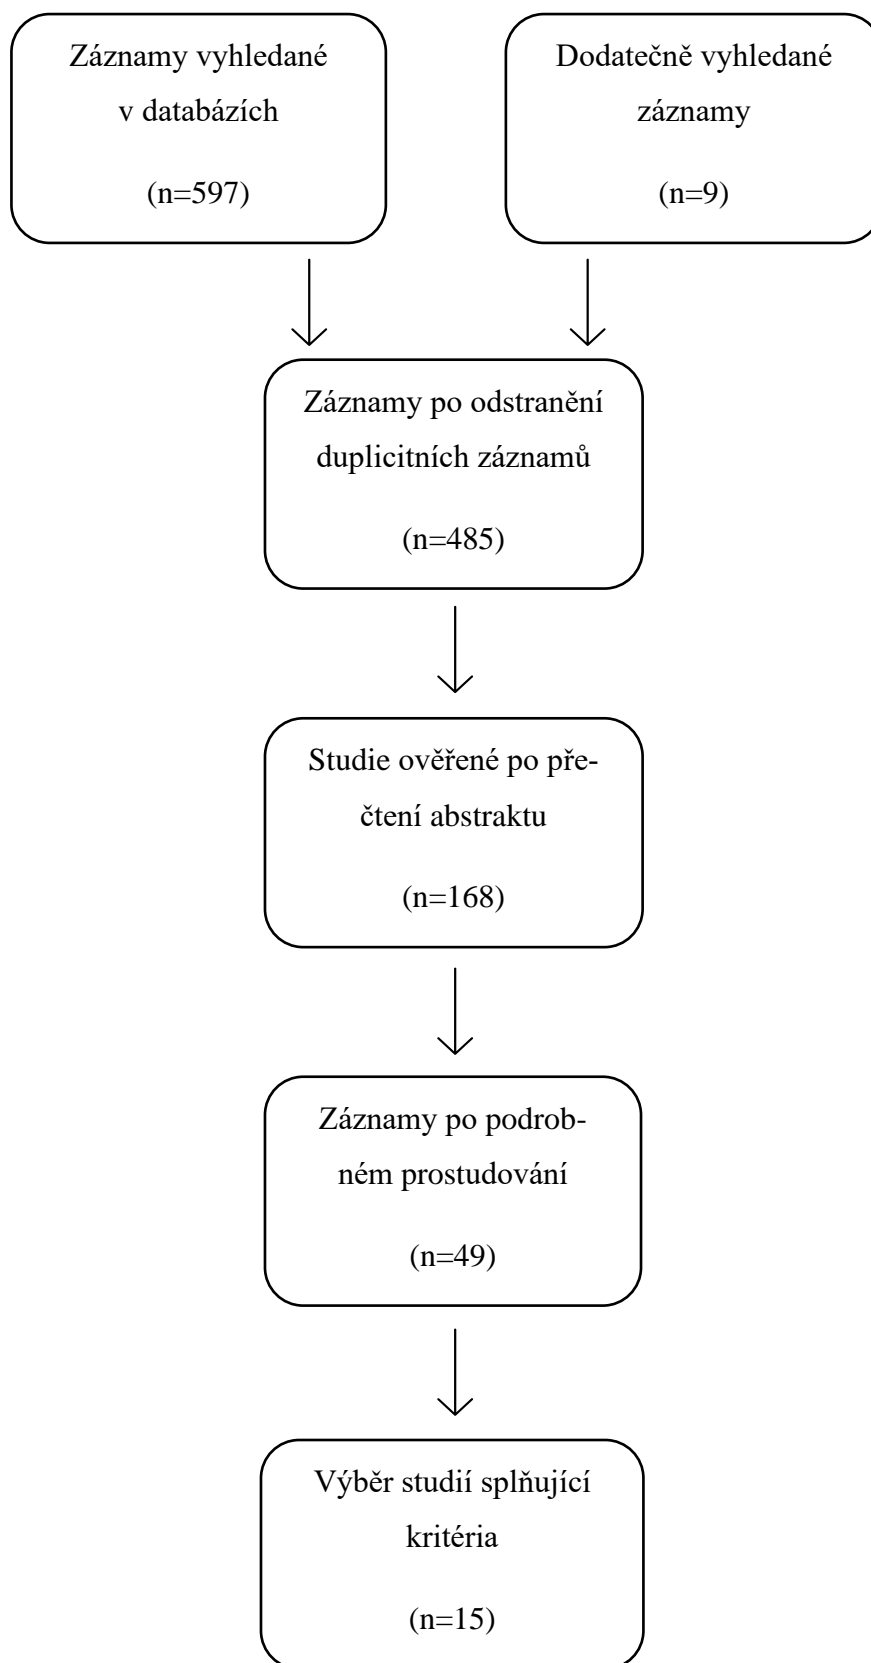 Záznamy vyhledané
v databázích
(n=597)
Dodatečně vyhledané
záznamy
(n=9)
Záznamy po odstranění
duplicitních záznamů
(n=485)
Studie ověřené po pře-
čtení abstraktu
(n=168)
Záznamy po podrob-
ném prostudování
(n=49)
Výběr studií splňující
kritéria
(n=15)